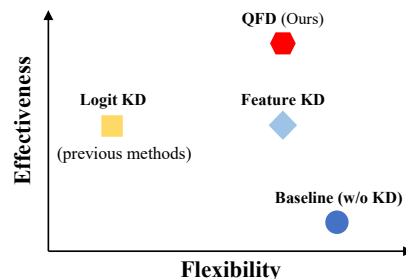 QFD (Ours)
Logit KD
Feature KD
(previous methods)
Baseline (w/o KD)
Effectiveness
Flexibility